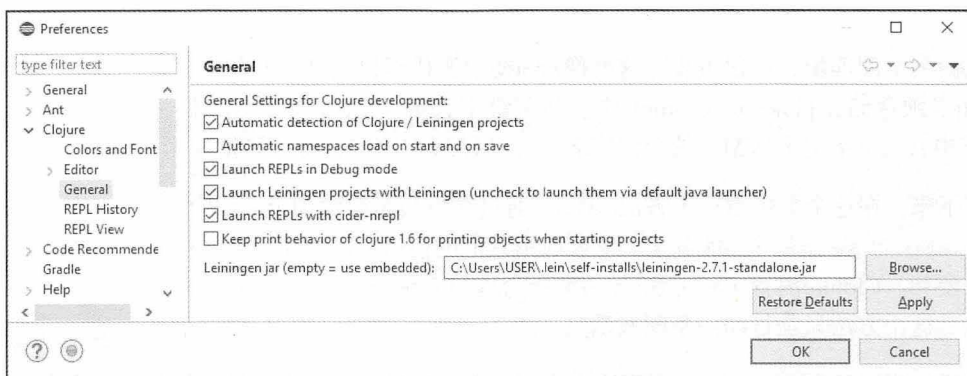 Preferences
type filter text
General
Ant
Clojure
Colors and Font
Editor
General
REPL History
REPL View
Code Recommende
Gradle
Help
General
General Settings for Clojure development:
Automatic detection of Clojure / Leiningen projects
Automatic namespaces load on start and on save
Launch REPLs in Debug mode
Launch Leiningen projects with Leiningen (uncheck to launch them via default java launcher)
Launch REPLs with cider-nrepl
Keep print behavior of clojure 1.6 for printing objects when starting projects
Leiningen jar (empty = use embedded): C:\Users\USER\.lein\self-installs\leiningen-2.7.1-standalone.jar Browse...
Restore Defaults Apply
? OK Cancel